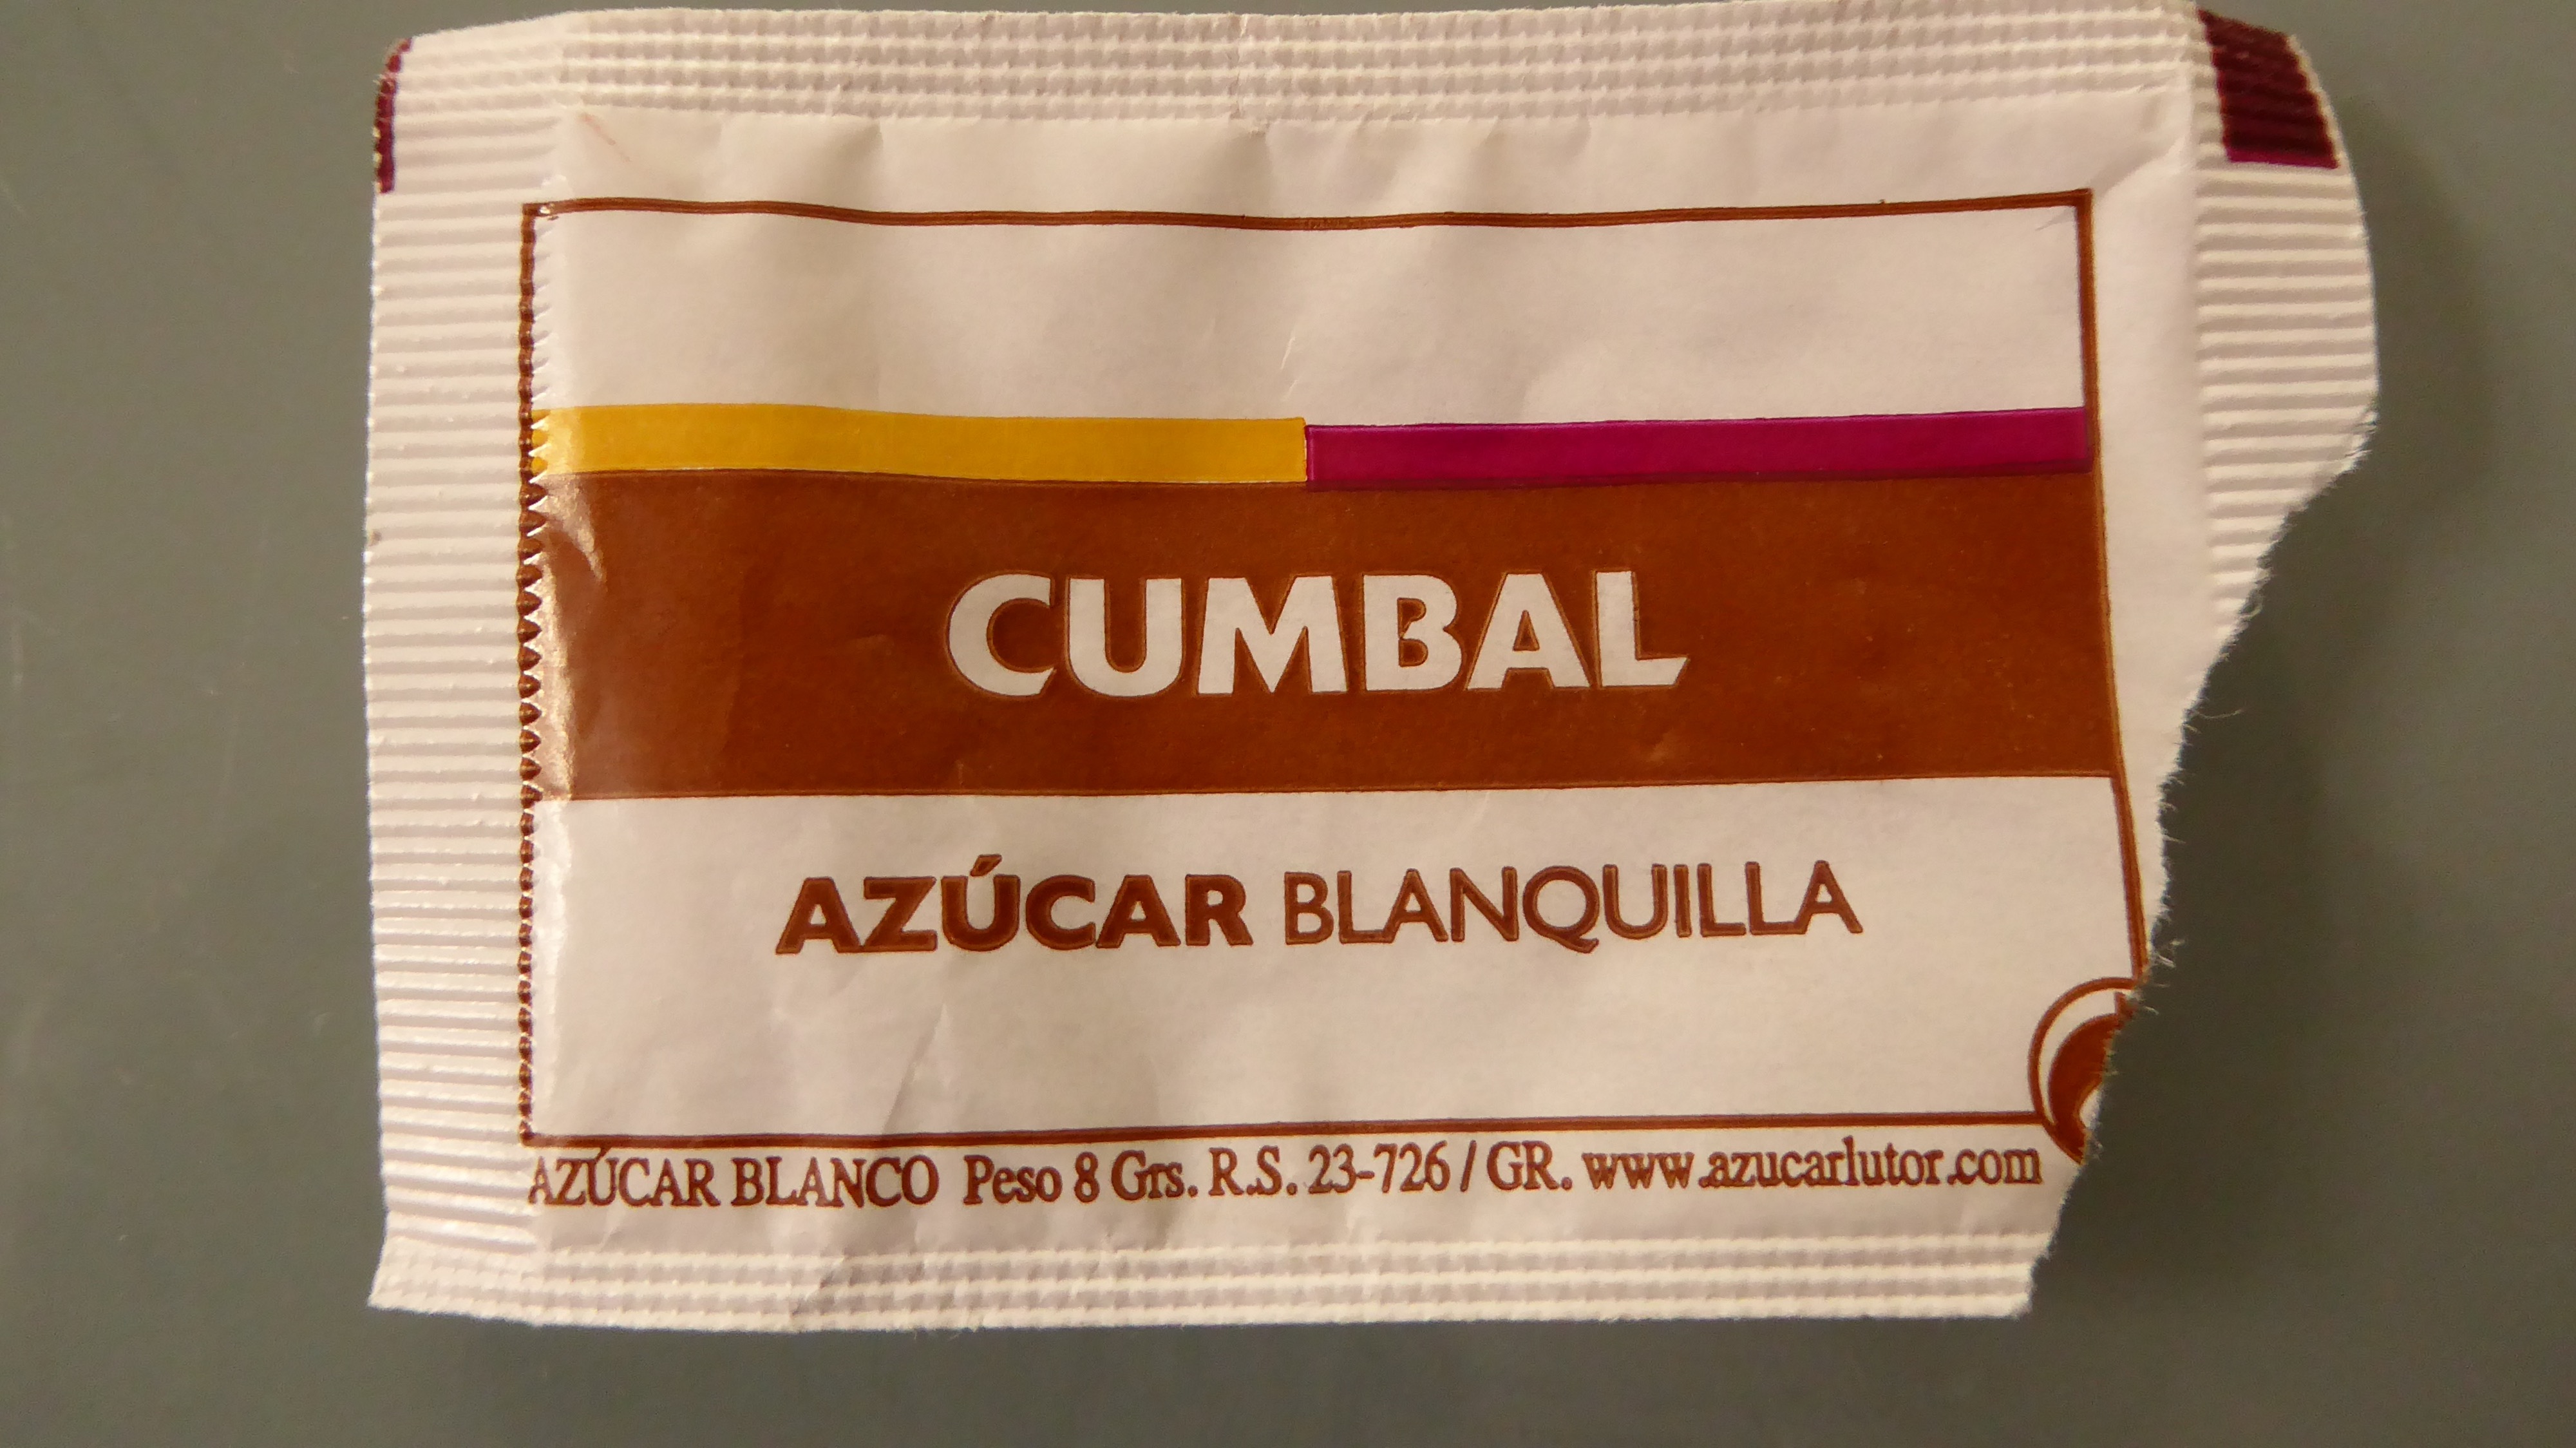 CUMBAL
AZÚCAR BLANQUILLA
AZÚCAR BLANCO Peso 8 Grs. R.S. 23-726 / GR. www.azucarlutor.com